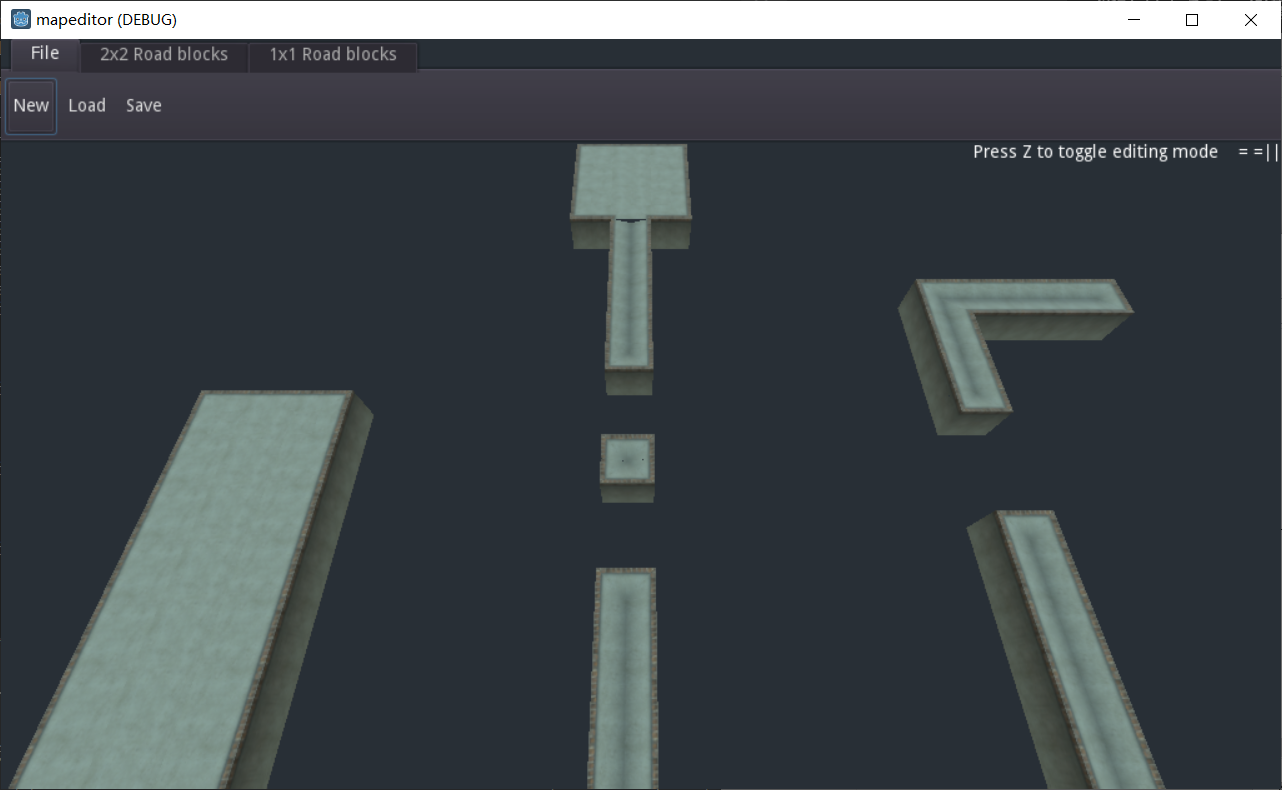 mapeditor (DEBUG)
File 2x2 Road blocks 1x1 Road blocks
New Load Save
Press Z to toggle editing mode = =||